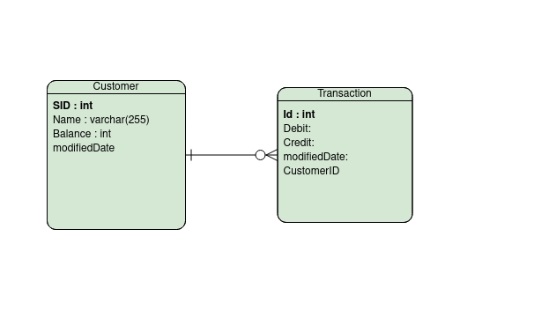 Customer
SID : int
Name : varchar(255)
Balance : int
modifiedDate
Transaction
Id : int
Debit:
Credit:
modifiedDate:
CustomerID